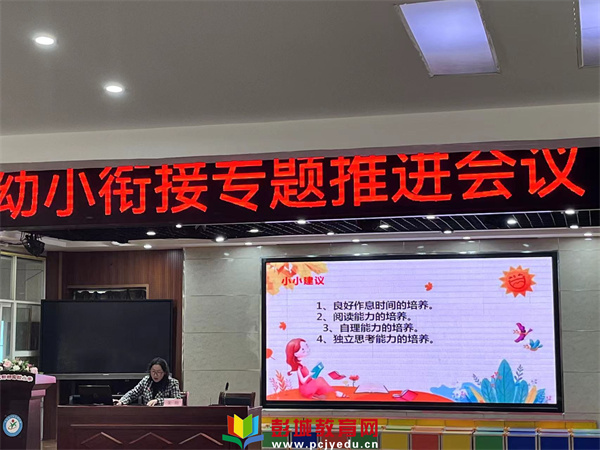 幼小衔接专题推进会议
小小建议
1、良好作息时间的培养。
2、阅读能力的培养。
3、自理能力的培养。
4、独立思考能力的培养。
彭城教育网
www.pcjyedu.cn